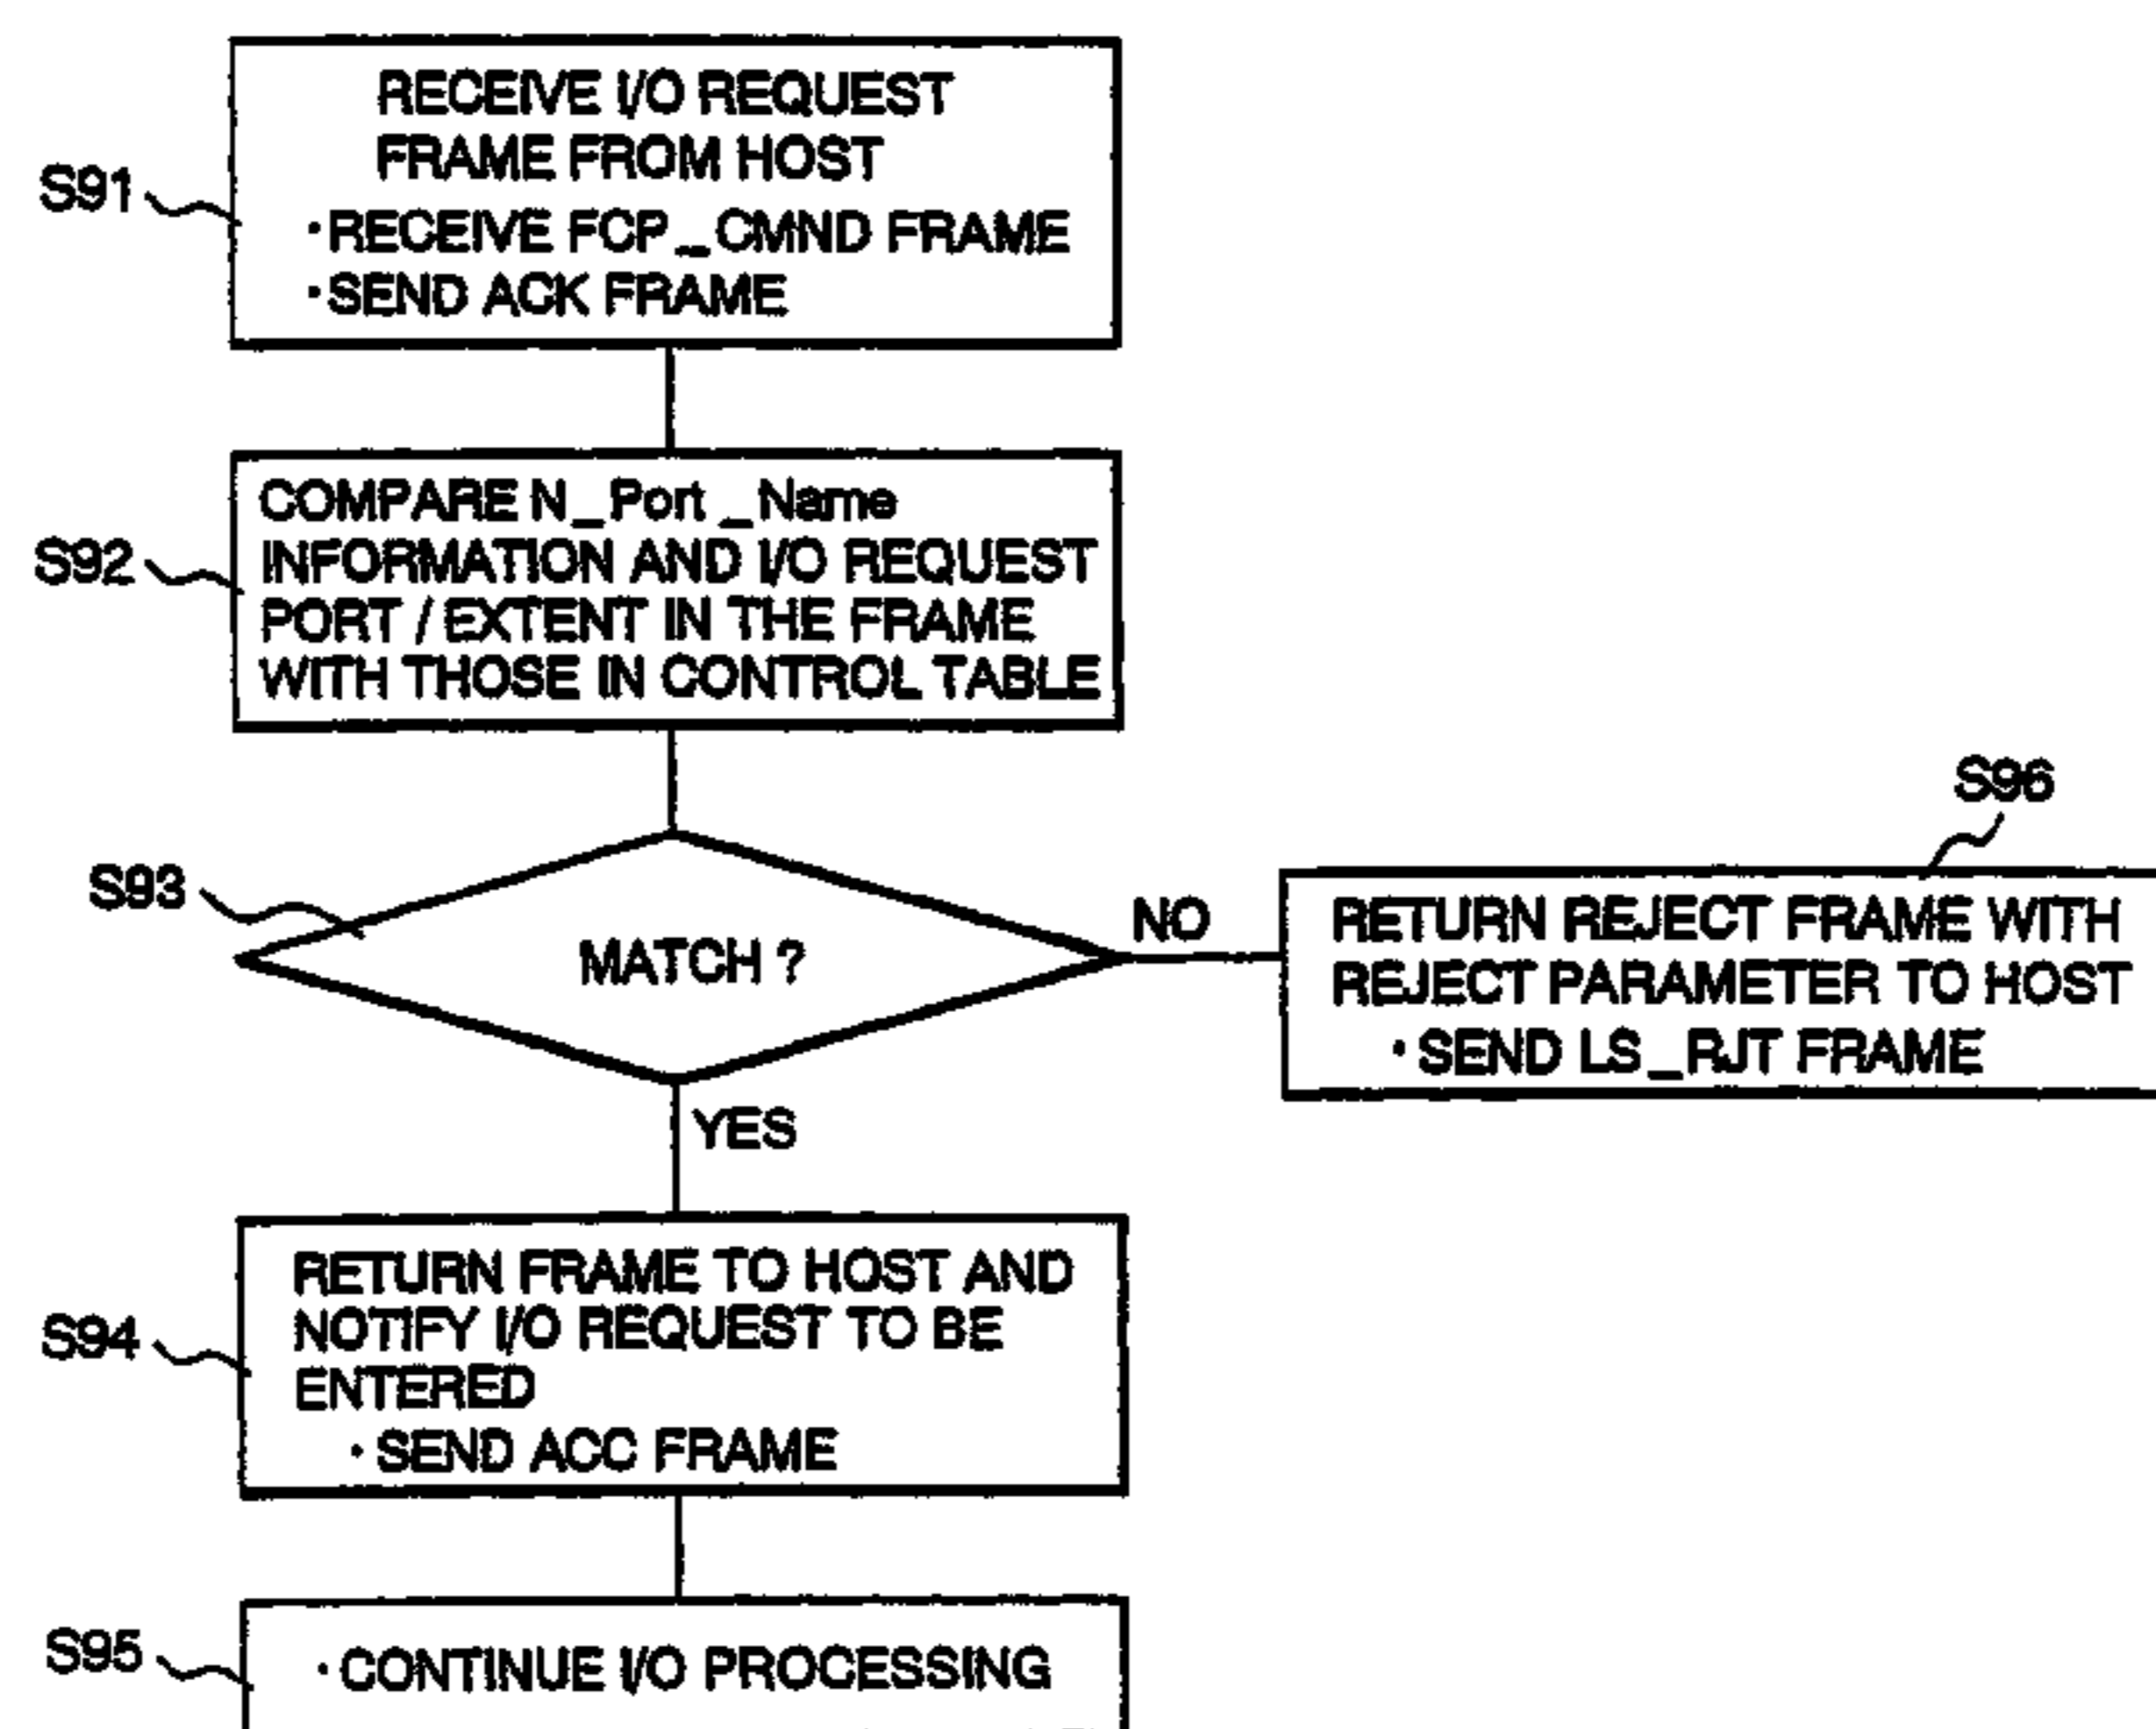 S91
RECEIVE I/O REQUEST
FRAME FROM HOST
·RECEIVE FCP_CMND FRAME
·SEND ACK FRAME
S92
COMPARE N_Port_Name
INFORMATION AND I/O REQUEST
PORT / EXTENT IN THE FRAME
WITH THOSE IN CONTROL TABLE
S93
MATCH ?
NO
YES
S96
RETURN REJECT FRAME WITH
REJECT PARAMETER TO HOST
·SEND LS_RJT FRAME
S94
RETURN FRAME TO HOST AND
NOTIFY I/O REQUEST TO BE
ENTERED
·SEND ACC FRAME
S95
·CONTINUE I/O PROCESSING